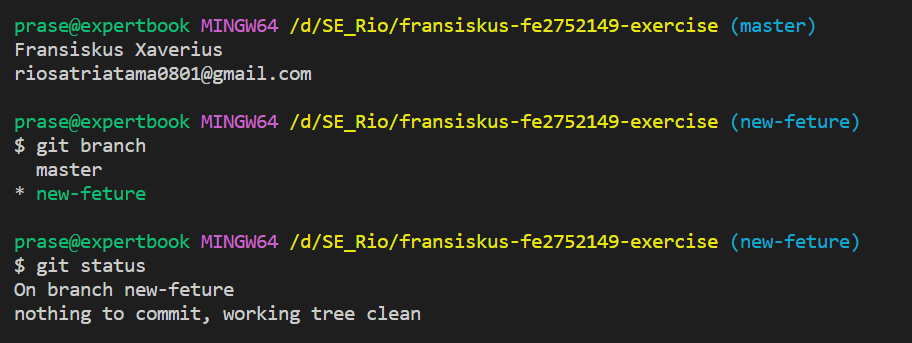 prase@expertbook MINGW64 /d/SE_Rio/fransiskus-fe2752149-exercise (master)
Fransiskus Xaverius
riosatriatama0801@gmail.com
prase@expertbook MINGW64 /d/SE_Rio/fransiskus-fe2752149-exercise (new-feture)
$ git branch
  master
* new-feture
prase@expertbook MINGW64 /d/SE_Rio/fransiskus-fe2752149-exercise (new-feture)
$ git status
On branch new-feture
nothing to commit, working tree clean